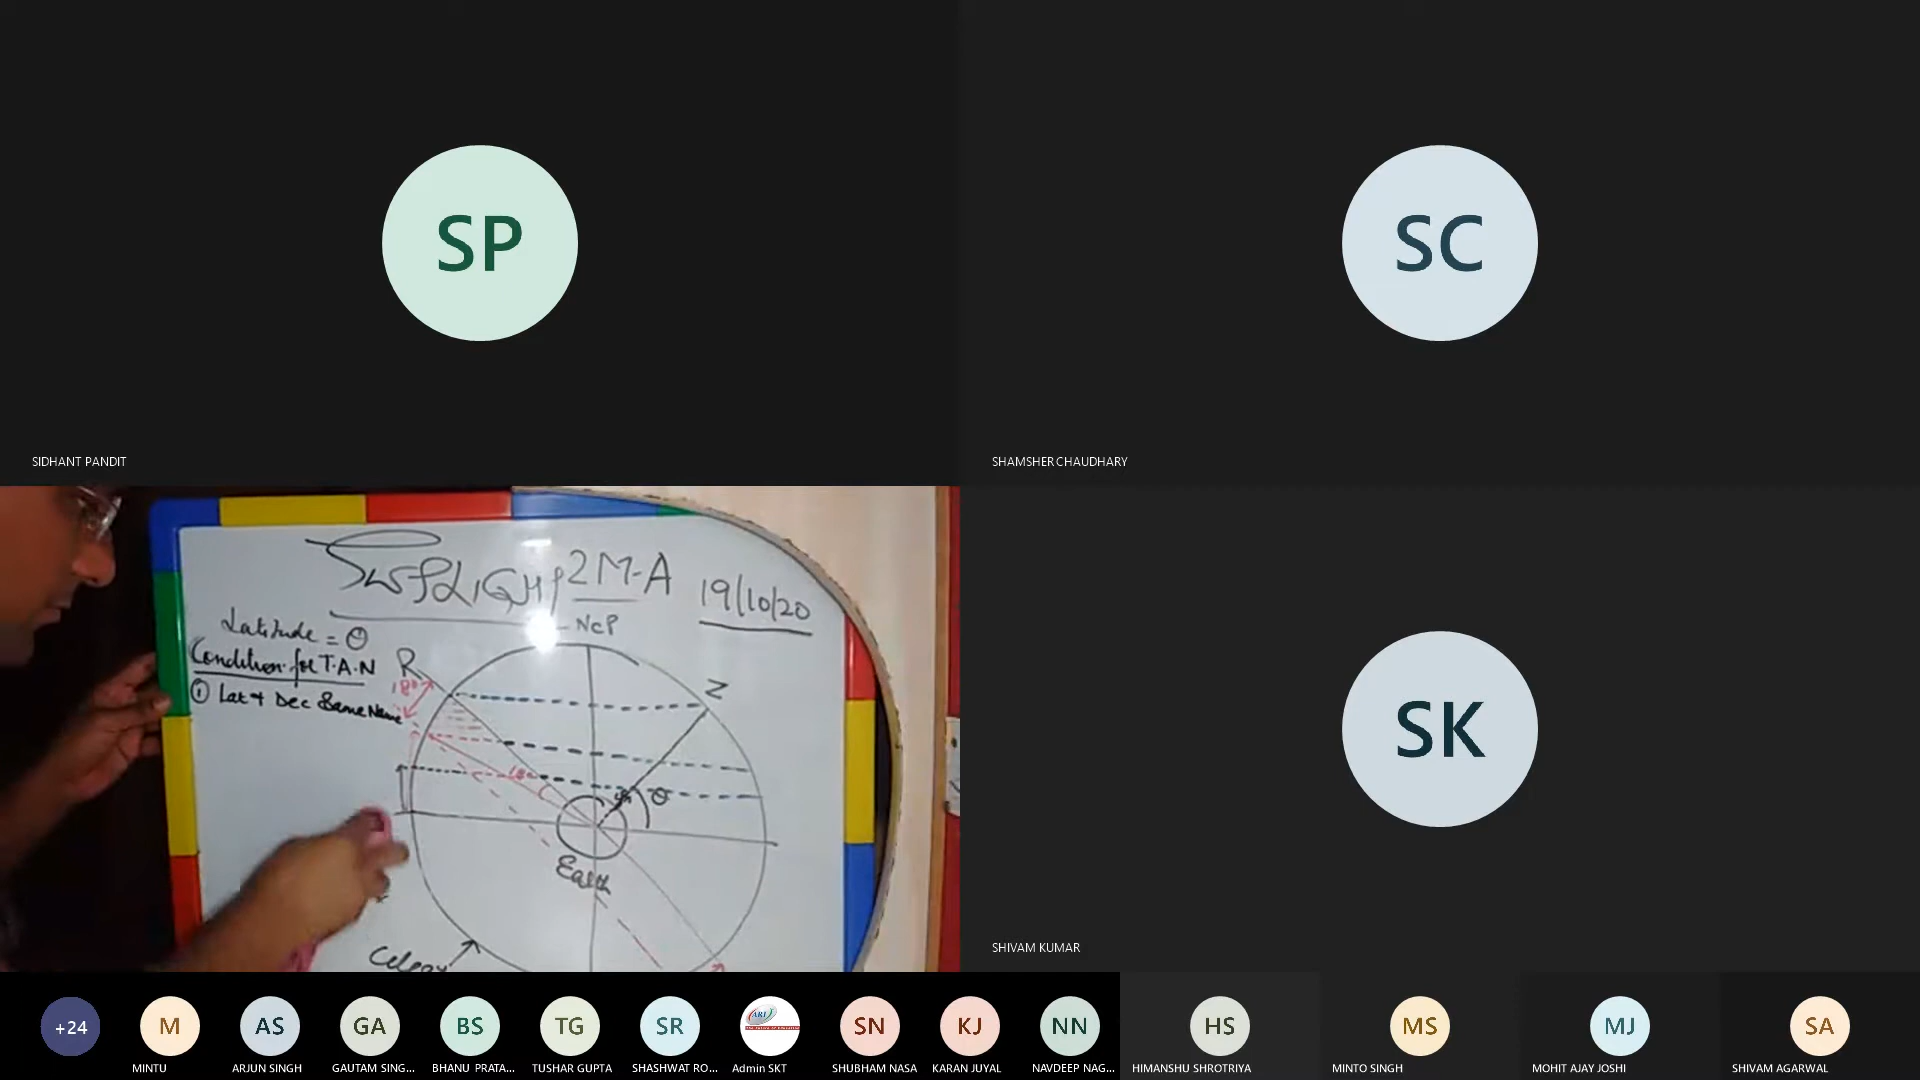 SP
SC
SIDHANT PANDIT
SHAMSHER CHAUDHARY
2M-A
19/10/20
NCP
Latitude = θ
Condition for T.A.N
① Lat & Dec Same Name
R
Z
18°
18°
θ
Earth
SK
SHIVAM KUMAR
+24
M
AS
GA
BS
TG
SR
ARI
SN
KJ
NN
HS
MS
MJ
SA
MINTU
ARJUN SINGH
GAUTAM SING...
BHANU PRATA...
TUSHAR GUPTA
SHASHWAT RO...
Admin SKT
SHUBHAM NASA
KARAN JUYAL
NAVDEEP NAG...
HIMANSHU SHROTRIYA
MINTO SINGH
MOHIT AJAY JOSHI
SHIVAM AGARWAL